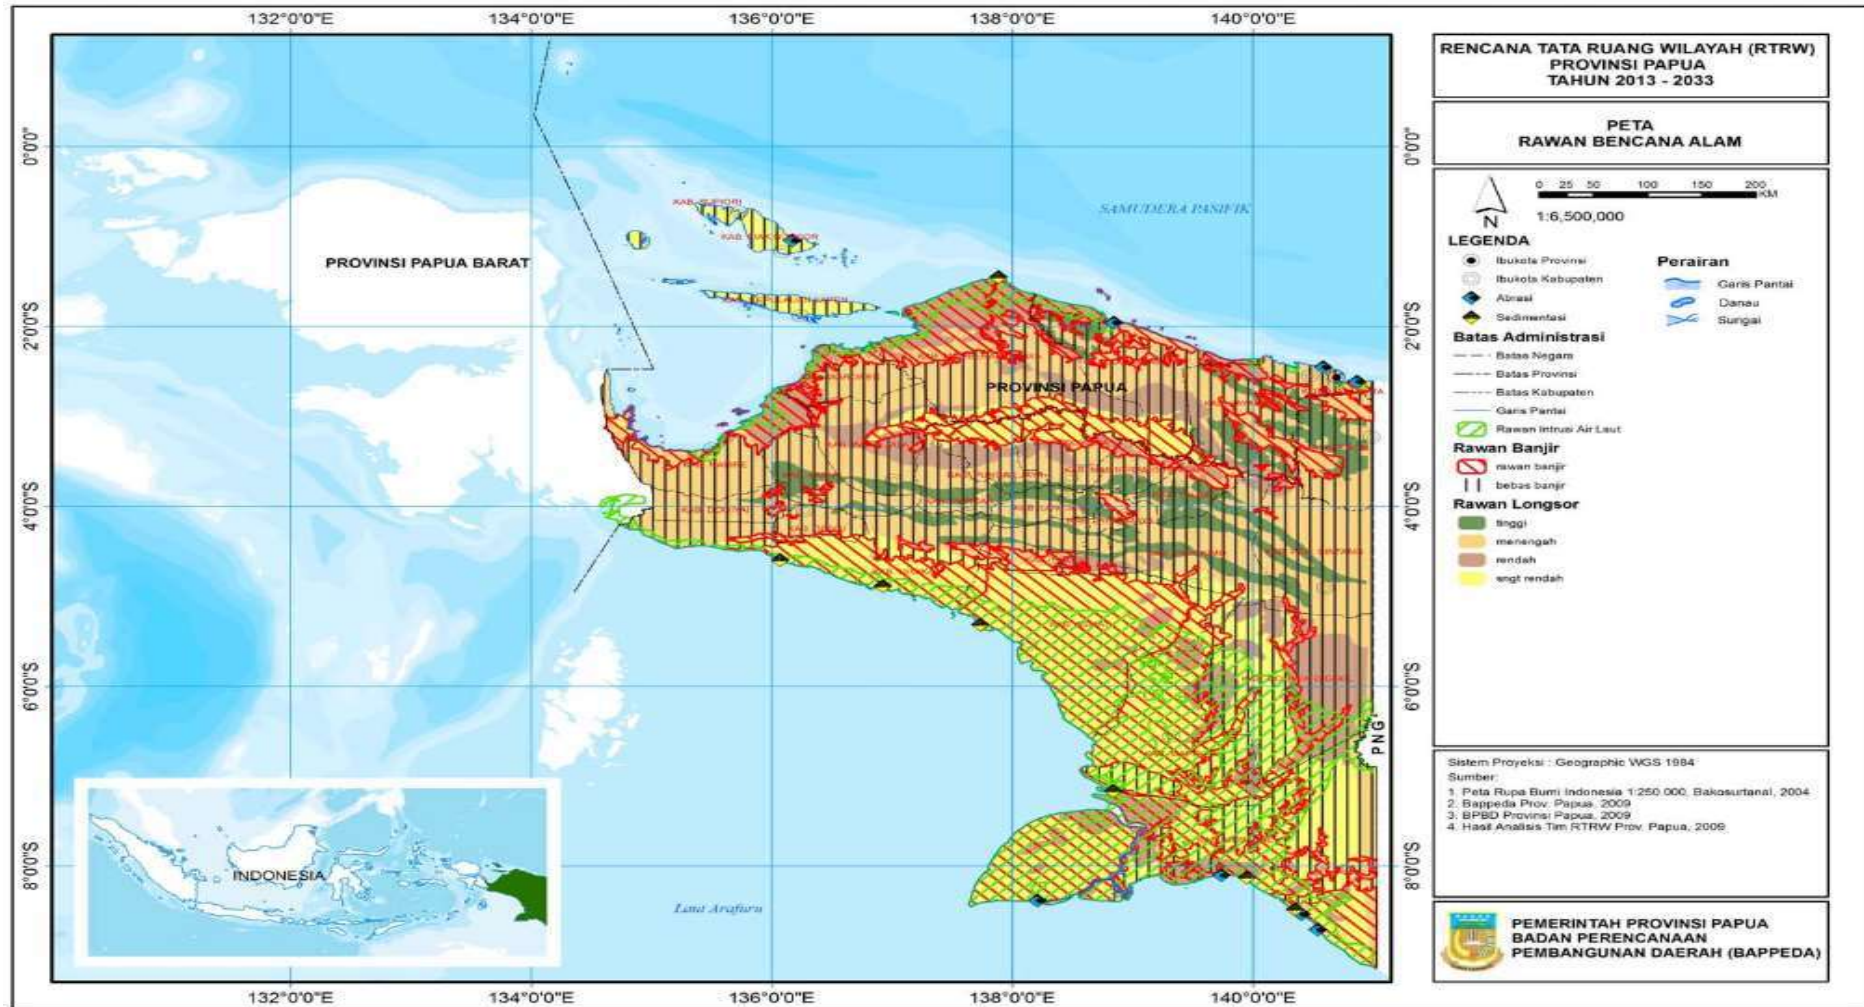 132°0'0"E 134°0'0"E 136°0'0"E 138°0'0"E 140°0'0"E
0°0'0"
2°0'0"S
4°0'0"S
6°0'0"S
8°0'0"S
PROVINSI PAPUA BARAT
KAB. SUPIORI
SAMUDERA PASIFIK
PROVINSI PAPUA
PNG
Laut Arafuru
INDONESIA
0°0'0"
2°0'0"S
4°0'0"S
6°0'0"S
8°0'0"S
132°0'0"E 134°0'0"E 136°0'0"E 138°0'0"E 140°0'0"E
RENCANA TATA RUANG WILAYAH (RTRW)
PROVINSI PAPUA
TAHUN 2013 - 2033
PETA
RAWAN BENCANA ALAM
N
0 25 50 100 150 200
KM
1:6,500,000
LEGENDA
Ibukota Provinsi
Ibukota Kabupaten
Abrasi
Sedimentasi
Perairan
Garis Pantai
Danau
Sungai
Batas Administrasi
Batas Negara
Batas Provinsi
Batas Kabupaten
Garis Pantai
Rawan Intrusi Air Laut
Rawan Banjir
rawan banjir
bebas banjir
Rawan Longsor
tinggi
menengah
rendah
sngt rendah
Sistem Proyeksi : Geographic WGS 1984
Sumber:
1. Peta Rupa Bumi Indonesia 1:250.000, Bakosurtanal, 2004
2. Bappeda Prov. Papua, 2009
3. BPBD Provinsi Papua, 2009
4. Hasil Analisis Tim RTRW Prov. Papua, 2009
PEMERINTAH PROVINSI PAPUA
BADAN PERENCANAAN
PEMBANGUNAN DAERAH (BAPPEDA)